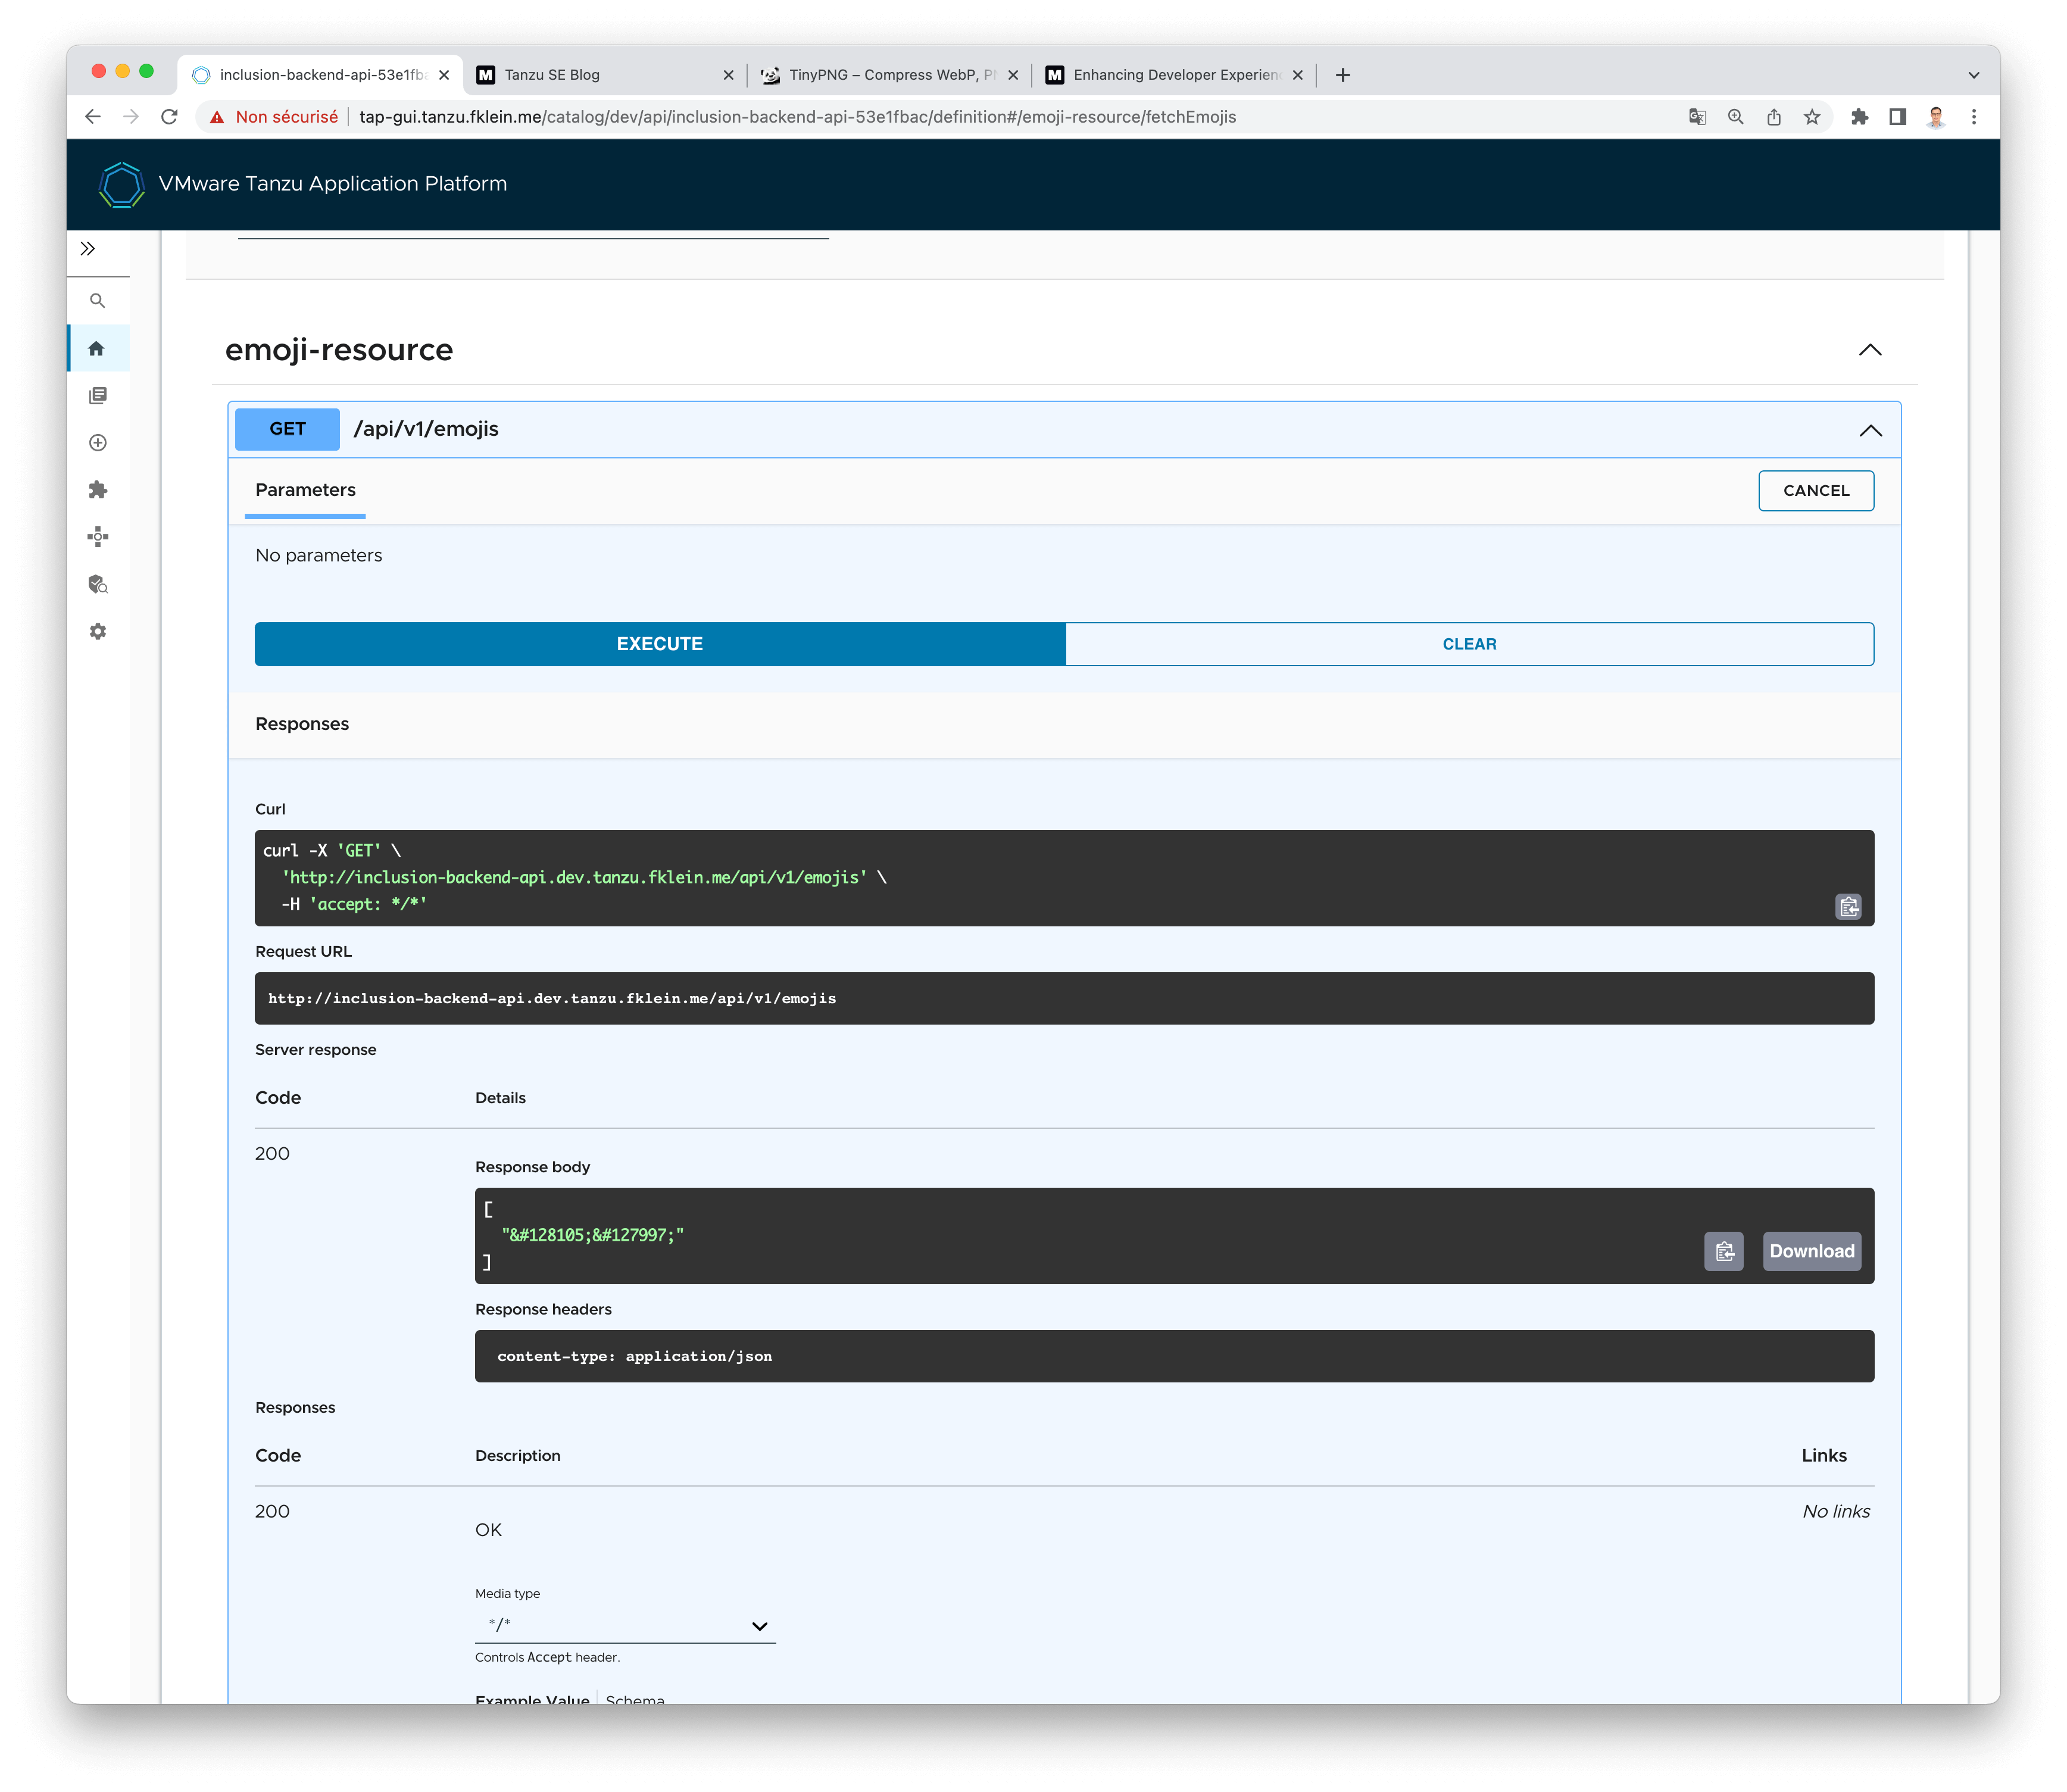 inclusion-backend-api-53e1fba
Tanzu SE Blog
TinyPNG – Compress WebP, PN
Enhancing Developer Experienc
Non sécurisé
tap-gui.tanzu.fklein.me/catalog/dev/api/inclusion-backend-api-53e1fbac/definition#/emoji-resource/fetchEmojis
VMware Tanzu Application Platform
emoji-resource
GET /api/v1/emojis
Parameters
CANCEL
No parameters
EXECUTE
CLEAR
Responses
Curl
curl -X 'GET' \
'http://inclusion-backend-api.dev.tanzu.fklein.me/api/v1/emojis' \
-H 'accept: */*'
Request URL
http://inclusion-backend-api.dev.tanzu.fklein.me/api/v1/emojis
Server response
Code Details
200
Response body
[
"&#128105;&#127997;"
]
Download
Response headers
content-type: application/json
Responses
Code Description Links
200
No links
OK
Media type
*/*
Controls Accept header.
Example Value Schema